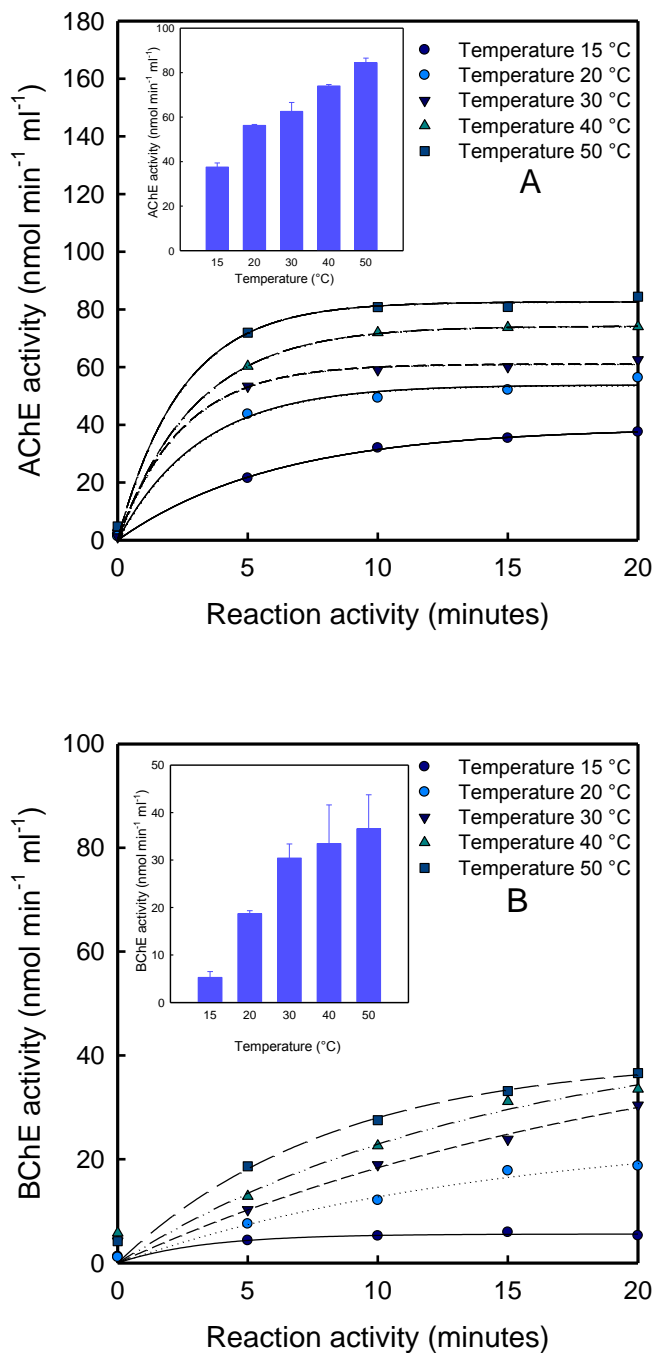 180
160
140
120
100
80
60
40
20
0
AChE activity (nmol min⁻¹ ml⁻¹)
0 5 10 15 20
Reaction activity (minutes)
Temperature 15 °C
Temperature 20 °C
Temperature 30 °C
Temperature 40 °C
Temperature 50 °C
A
100
80
60
40
20
0
AChE activity (nmol min⁻¹ ml⁻¹)
15 20 30 40 50
Temperature (°C)
100
80
60
40
20
0
BChE activity (nmol min⁻¹ ml⁻¹)
0 5 10 15 20
Reaction activity (minutes)
Temperature 15 °C
Temperature 20 °C
Temperature 30 °C
Temperature 40 °C
Temperature 50 °C
B
50
40
30
20
10
0
BChE activity (nmol min⁻¹ ml⁻¹)
15 20 30 40 50
Temperature (°C)